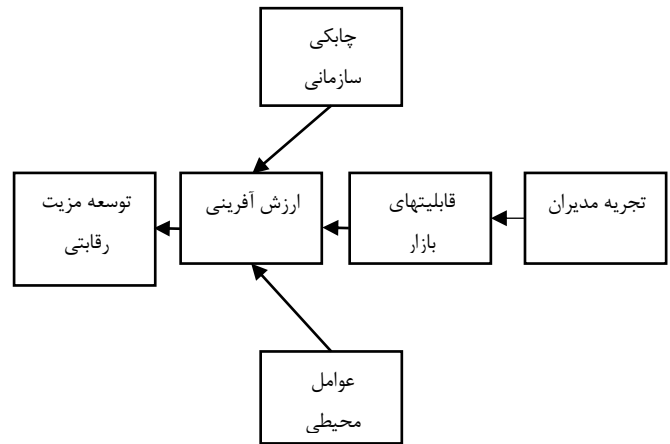 چابکی
سازمانی
تجربه مدیران
قابلیتهای
بازار
ارزش آفرینی
توسعه مزیت
رقابتی
عوامل
محیطی